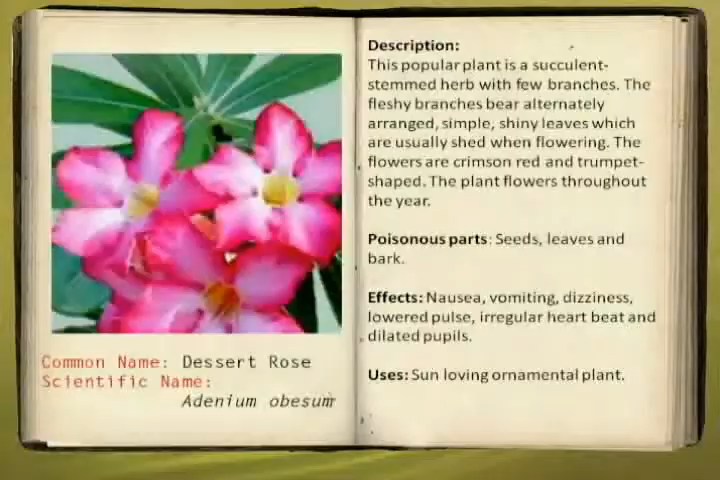 Common Name: Dessert Rose
Scientific Name:
Adenium obesum
Description:
This popular plant is a succulent-
stemmed herb with few branches. The
fleshy branches bear alternately
arranged, simple, shiny leaves which
are usually shed when flowering. The
flowers are crimson red and trumpet-
shaped. The plant flowers throughout
the year.
Poisonous parts: Seeds, leaves and
bark.
Effects: Nausea, vomiting, dizziness,
lowered pulse, irregular heart beat and
dilated pupils.
Uses: Sun loving ornamental plant.